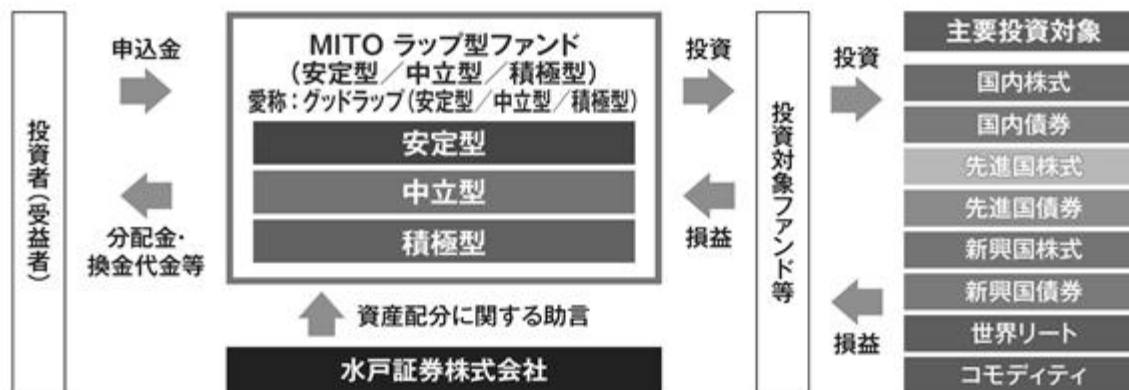 投資者(受益者)
申込金
分配金・
換金代金等
MITO ラップ型ファンド
(安定型/中立型/積極型)
愛称:グッドラップ(安定型/中立型/積極型)
安定型
中立型
積極型
資産配分に関する助言
水戸証券株式会社
投資
損益
投資対象ファンド等
投資
損益
主要投資対象
国内株式
国内債券
先進国株式
先進国債券
新興国株式
新興国債券
世界リート
コモディティ